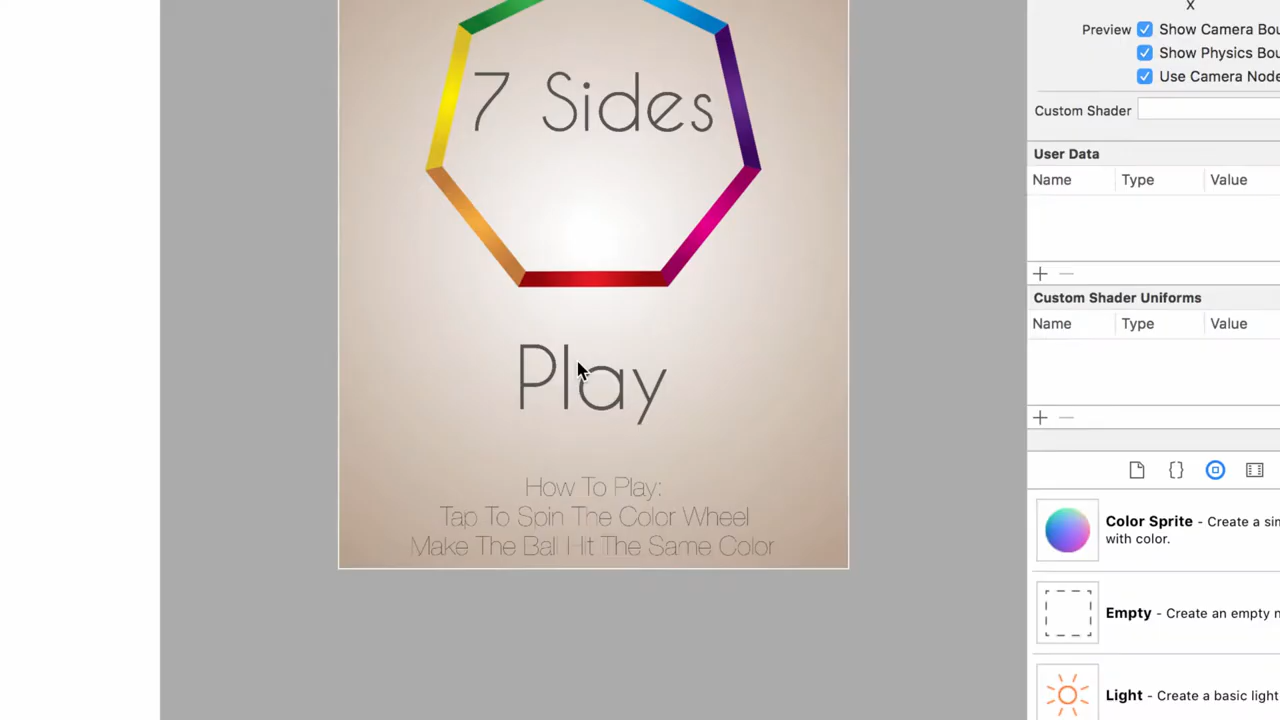 X
Preview
Show Camera Bou
Show Physics Bou
Use Camera Node
Custom Shader
7 Sides
User Data
Name Type Value
Custom Shader Uniforms
Name Type Value
Play
How To Play:
Tap To Spin The Color Wheel
Make The Ball Hit The Same Color
Color Sprite - Create a sim
with color.
Empty - Create an empty n
Light - Create a basic light